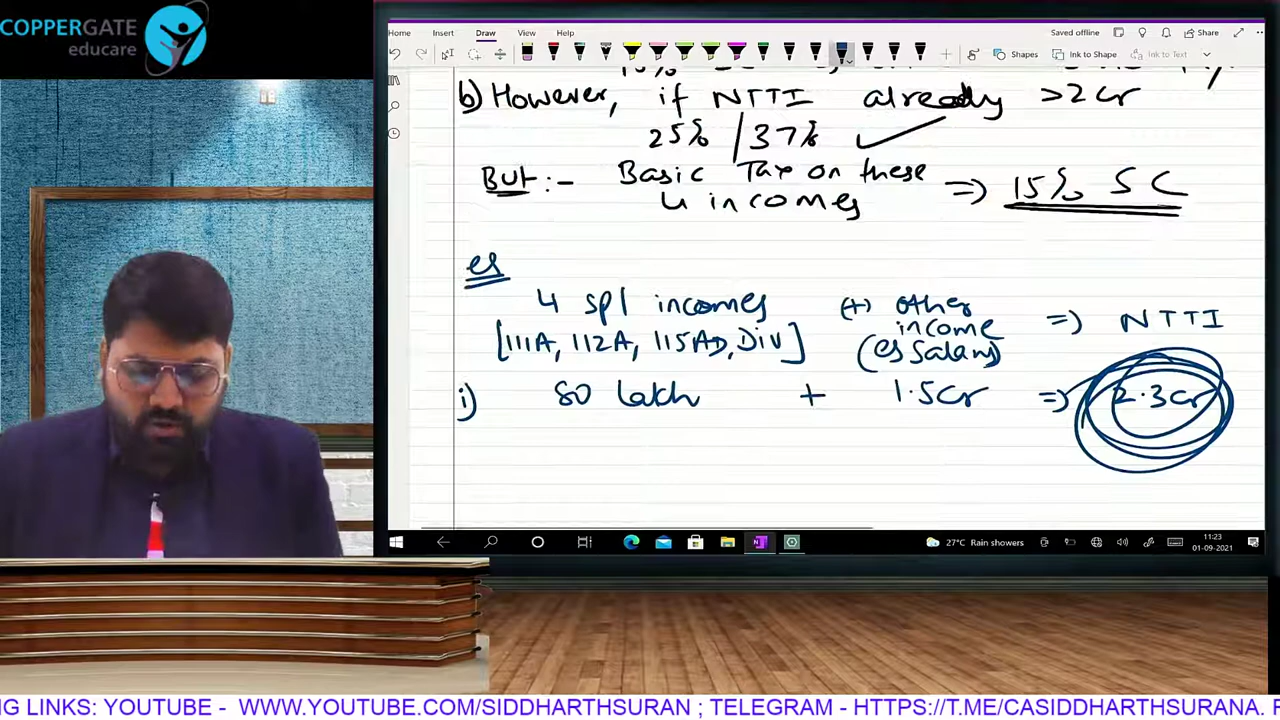 COPPERGATE
educare
Home Insert Draw View Help
Saved offline
Share
Shapes
Ink to Shape
Ink to Text
b) However, if NTTI already >2cr
25% / 37%
But :- Basic Tax on these => 15% SC
4 incomes
eg
4 spl incomes (+) other => NTTI
income
[111A, 112A, 115AD, Div] (eg Salary)
i) 80 lakh + 1.5Cr => 2.3Cr
27°C Rain showers
11:23
01-09-2021
NG LINKS: YOUTUBE - WWW.YOUTUBE.COM/SIDDHARTHSURAN ; TELEGRAM - HTTPS://T.ME/CASIDDHARTHSURANA.